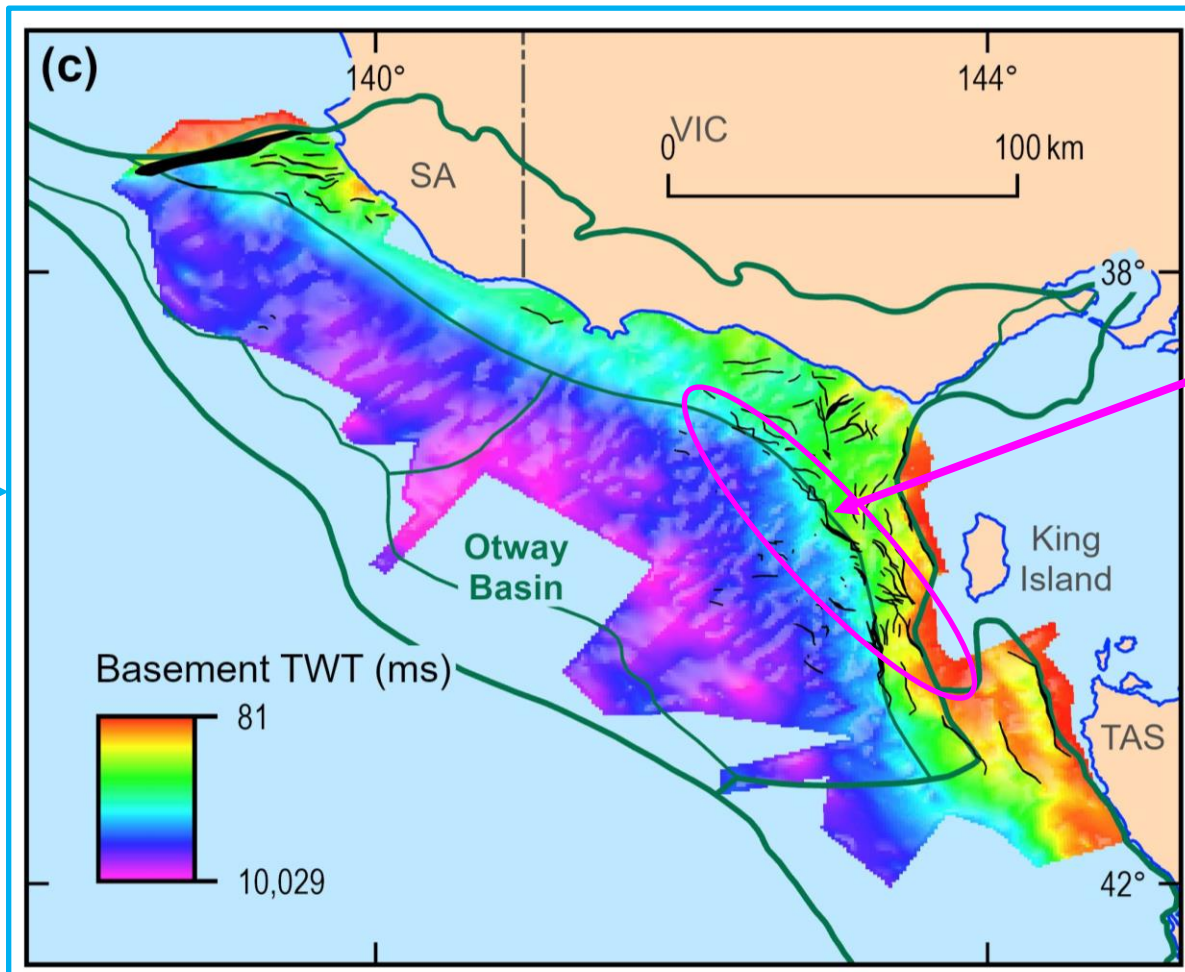 (c)
140°
144°
VIC
0
100 km
SA
38°
Otway
Basin
King
Island
Basement TWT (ms)
81
10,029
TAS
42°